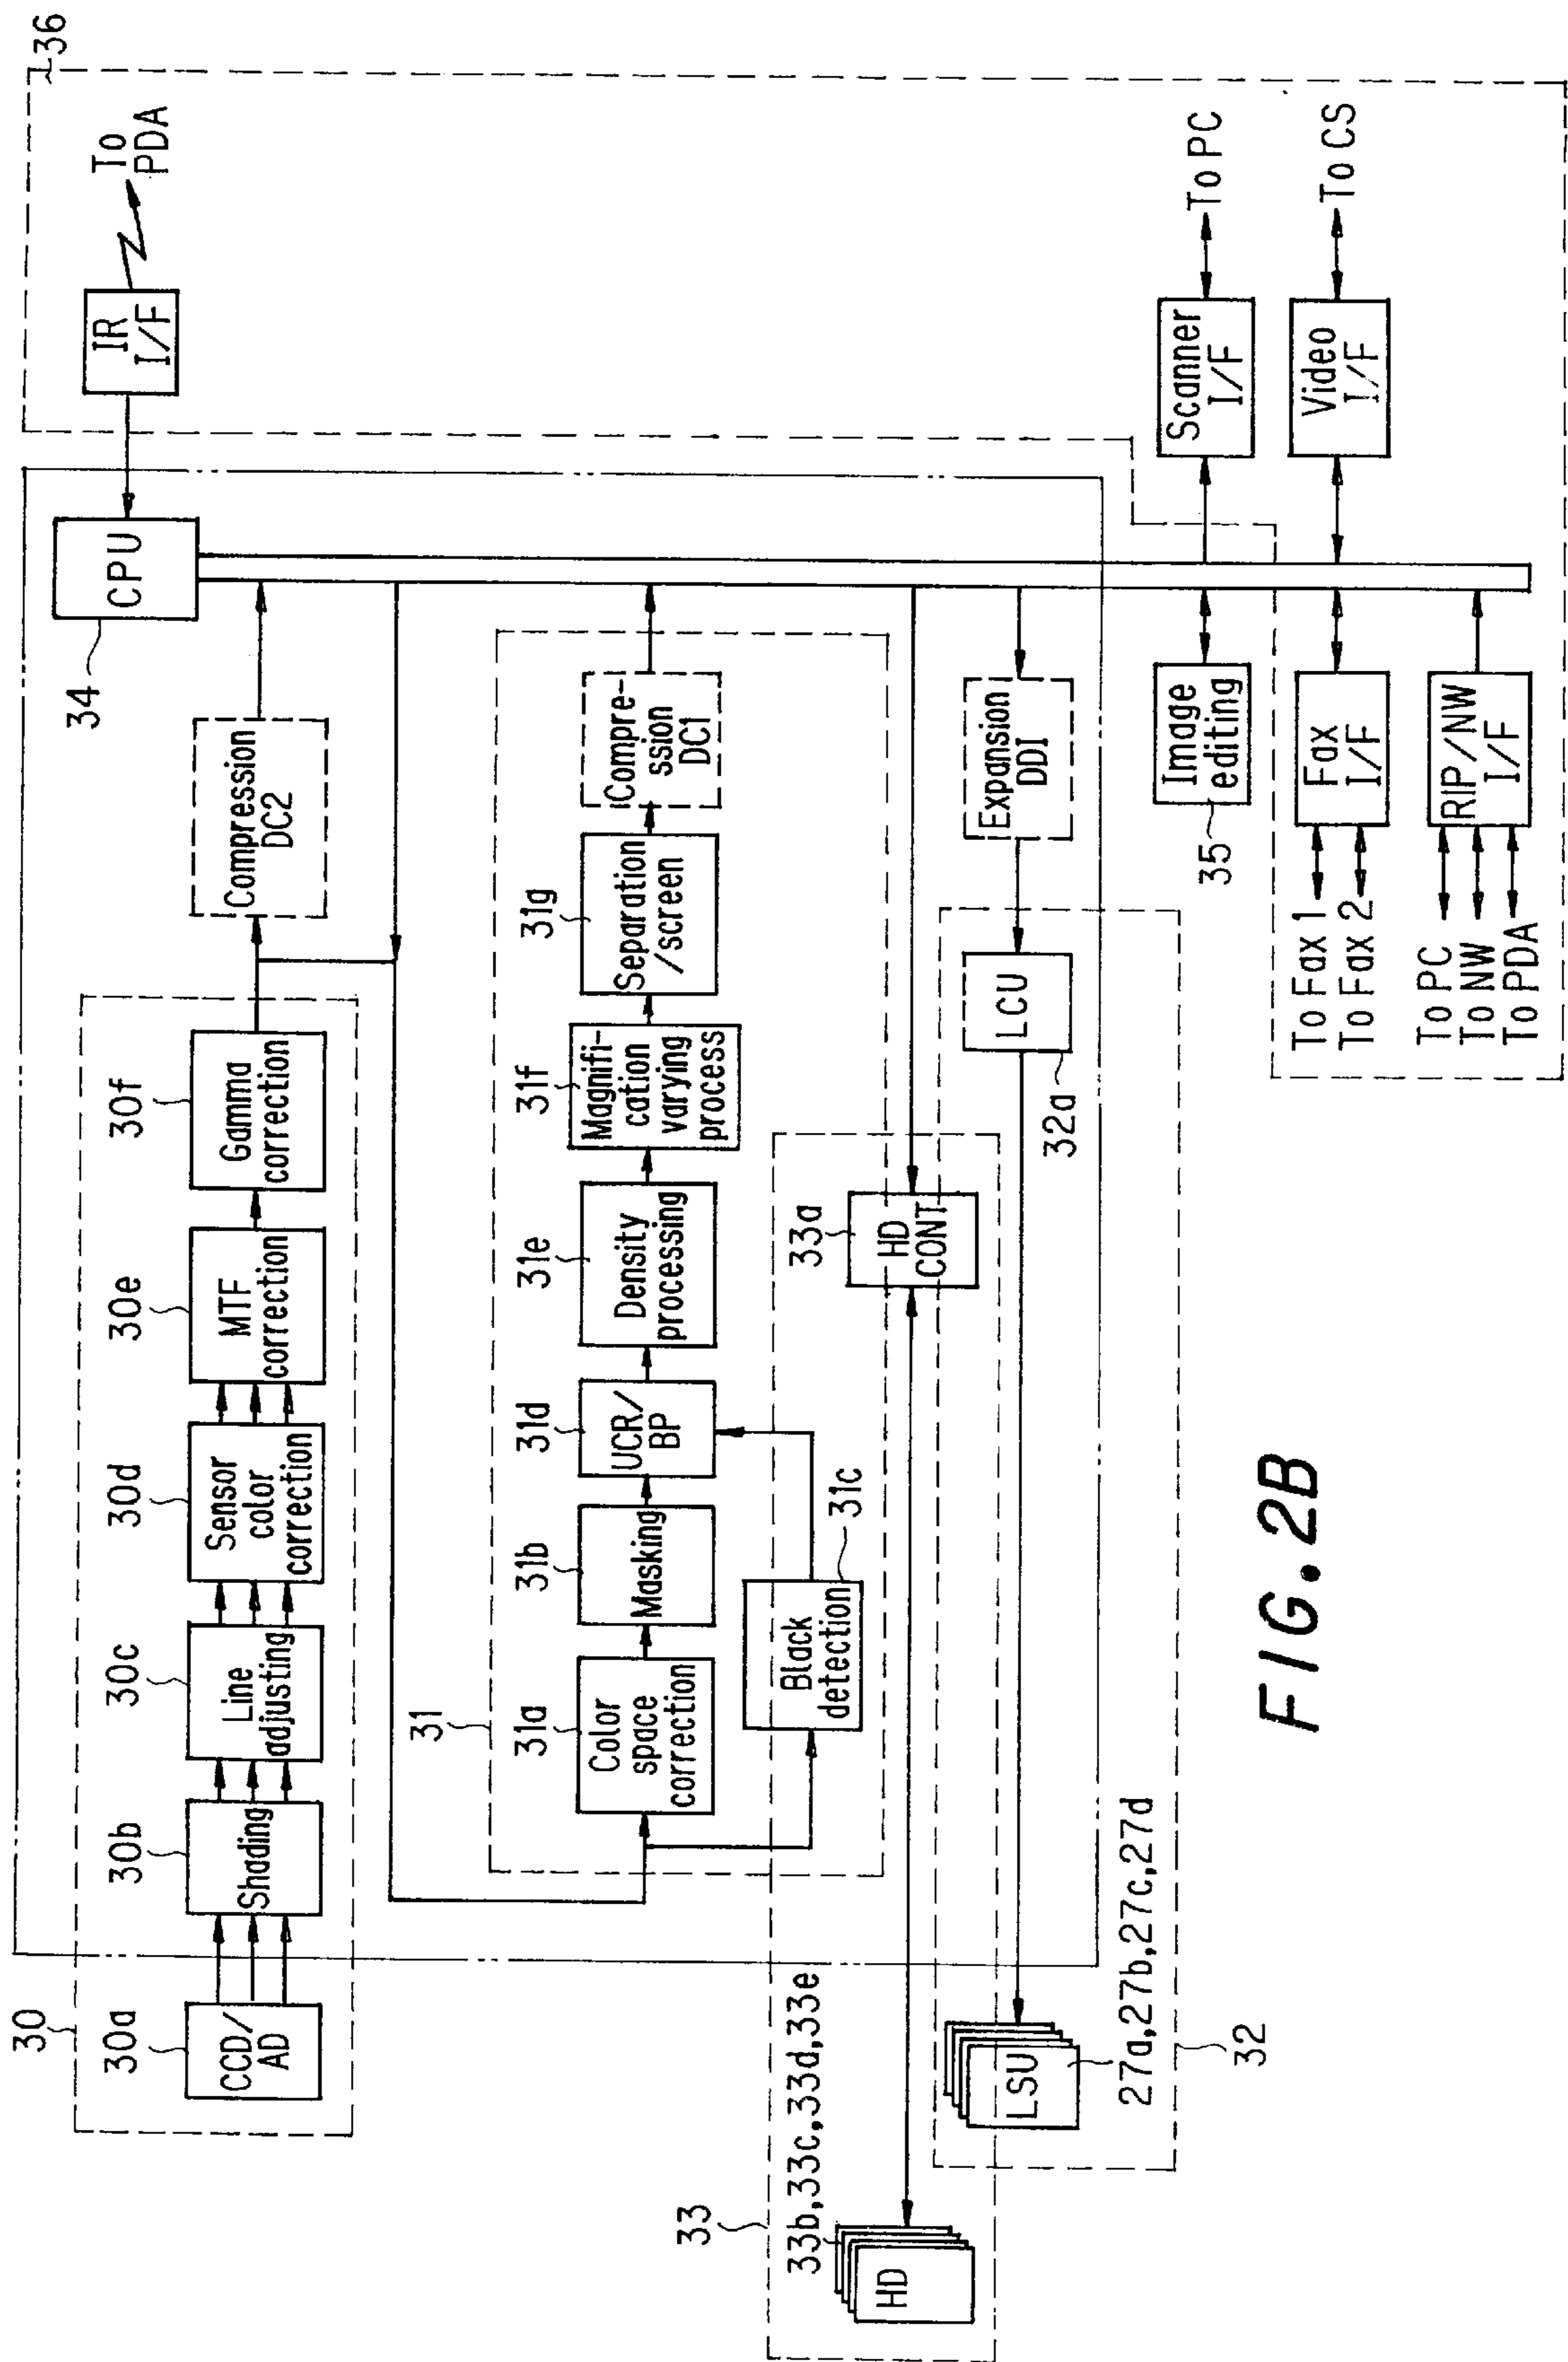 30
30a
CCD/
AD
30b
Shading
30c
Line
adjusting
30d
Sensor
color
correction
30e
MTF
correction
30f
Gamma
correction
Compression
DC2
34
CPU
IR
I/F
To
PDA
36
31
31a
Color
space
correction
31b
Masking
31c
Black
detection
31d
UCR/
BP
31e
Density
processing
31f
Magnifi-
cation
varying
process
31g
Separation
/screen
Compre-
ssion
DC1
33
33b,33c,33d,33e
HD
33a
HD
CONT
LSU
27a,27b,27c,27d
32
LCU
32a
Expansion
DDI
Image
editing
35
Scanner
I/F
To PC
Video
I/F
To CS
To Fax 1
To Fax 2
Fax
I/F
To PC
To NW
To PDA
RIP/NW
I/F
FIG. 2B